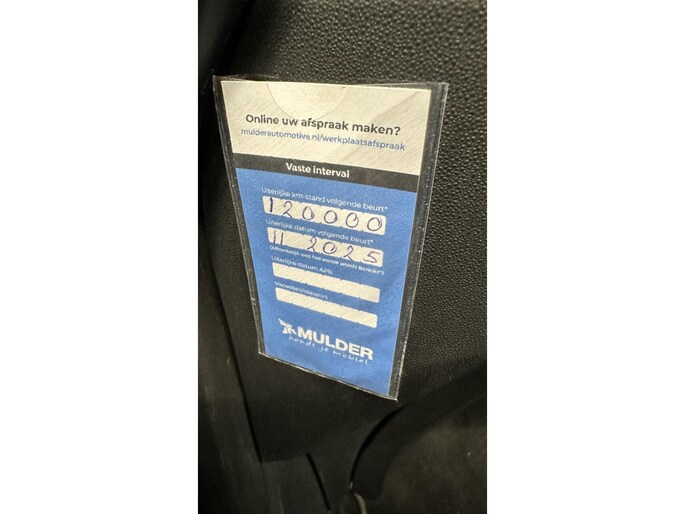 Online uw afspraak maken?
mulderautomotive.nl/werkplaatsafspraak
Vaste interval
Uiterlijke km-stand volgende beurt*
120000
Uiterlijke datum volgende beurt*
11 2025
(Afhankelijk wat het eerste wordt bereikt*)
Uiterlijke datum APK
MULDER
houdt je mobiel